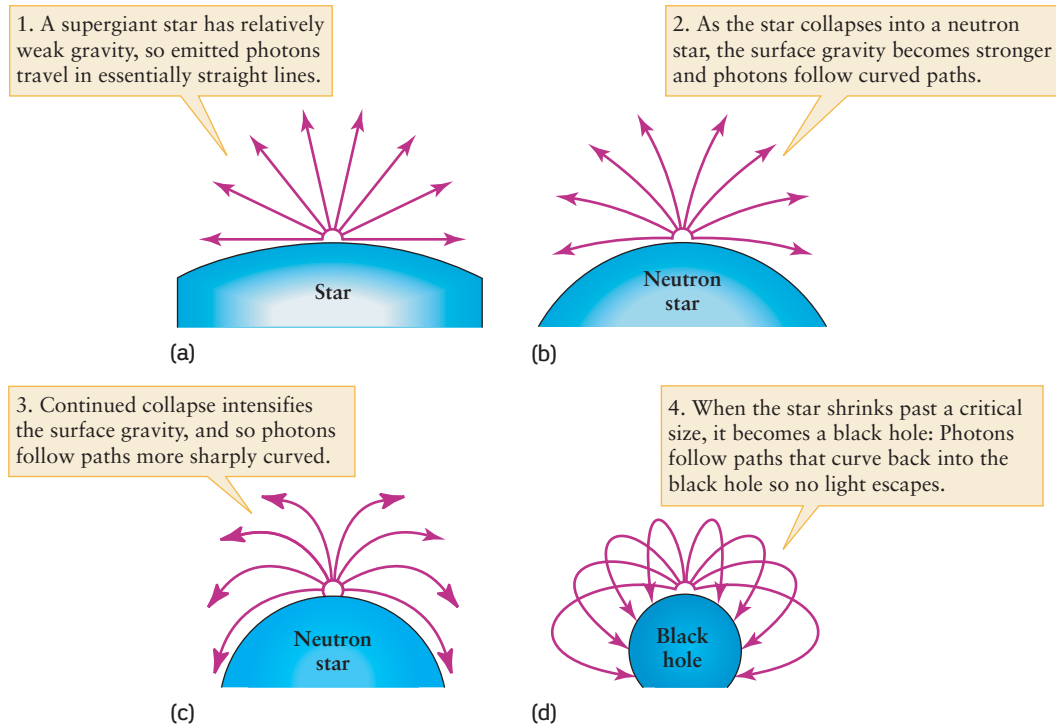 1. A supergiant star has relatively
weak gravity, so emitted photons
travel in essentially straight lines.
2. As the star collapses into a neutron
star, the surface gravity becomes stronger
and photons follow curved paths.
Star
Neutron
star
(a)
(b)
3. Continued collapse intensifies
the surface gravity, and so photons
follow paths more sharply curved.
4. When the star shrinks past a critical
size, it becomes a black hole: Photons
follow paths that curve back into the
black hole so no light escapes.
Neutron
star
Black
hole
(c)
(d)